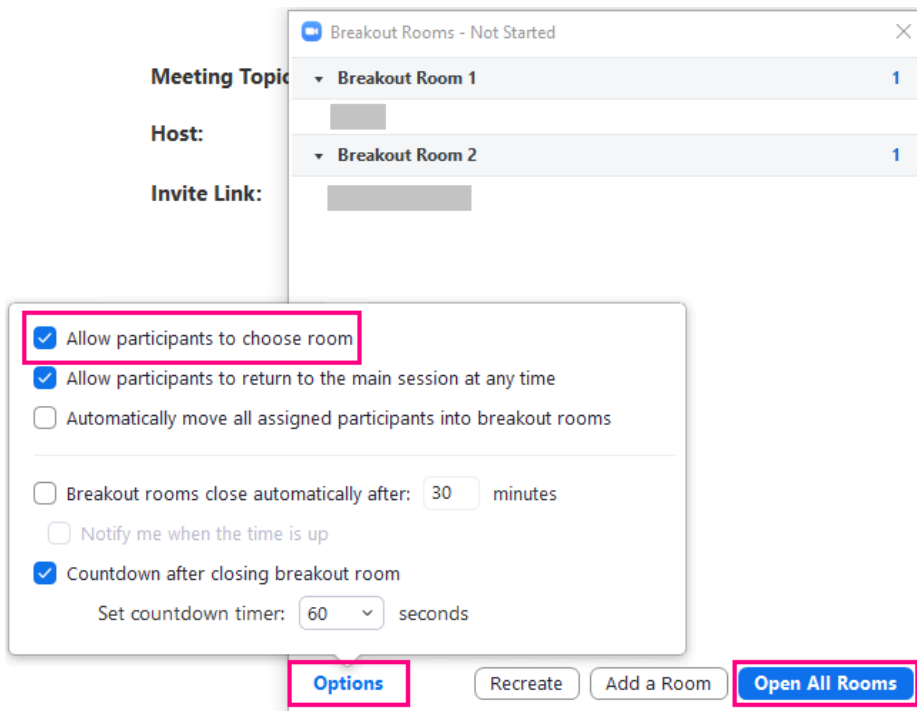 Breakout Rooms - Not Started
Meeting Topic
Breakout Room 1 1
Host:
Breakout Room 2 1
Invite Link:
Allow participants to choose room
Allow participants to return to the main session at any time
Automatically move all assigned participants into breakout rooms
Breakout rooms close automatically after: 30 minutes
Notify me when the time is up
Countdown after closing breakout room
Set countdown timer: 60 seconds
Options Recreate Add a Room Open All Rooms